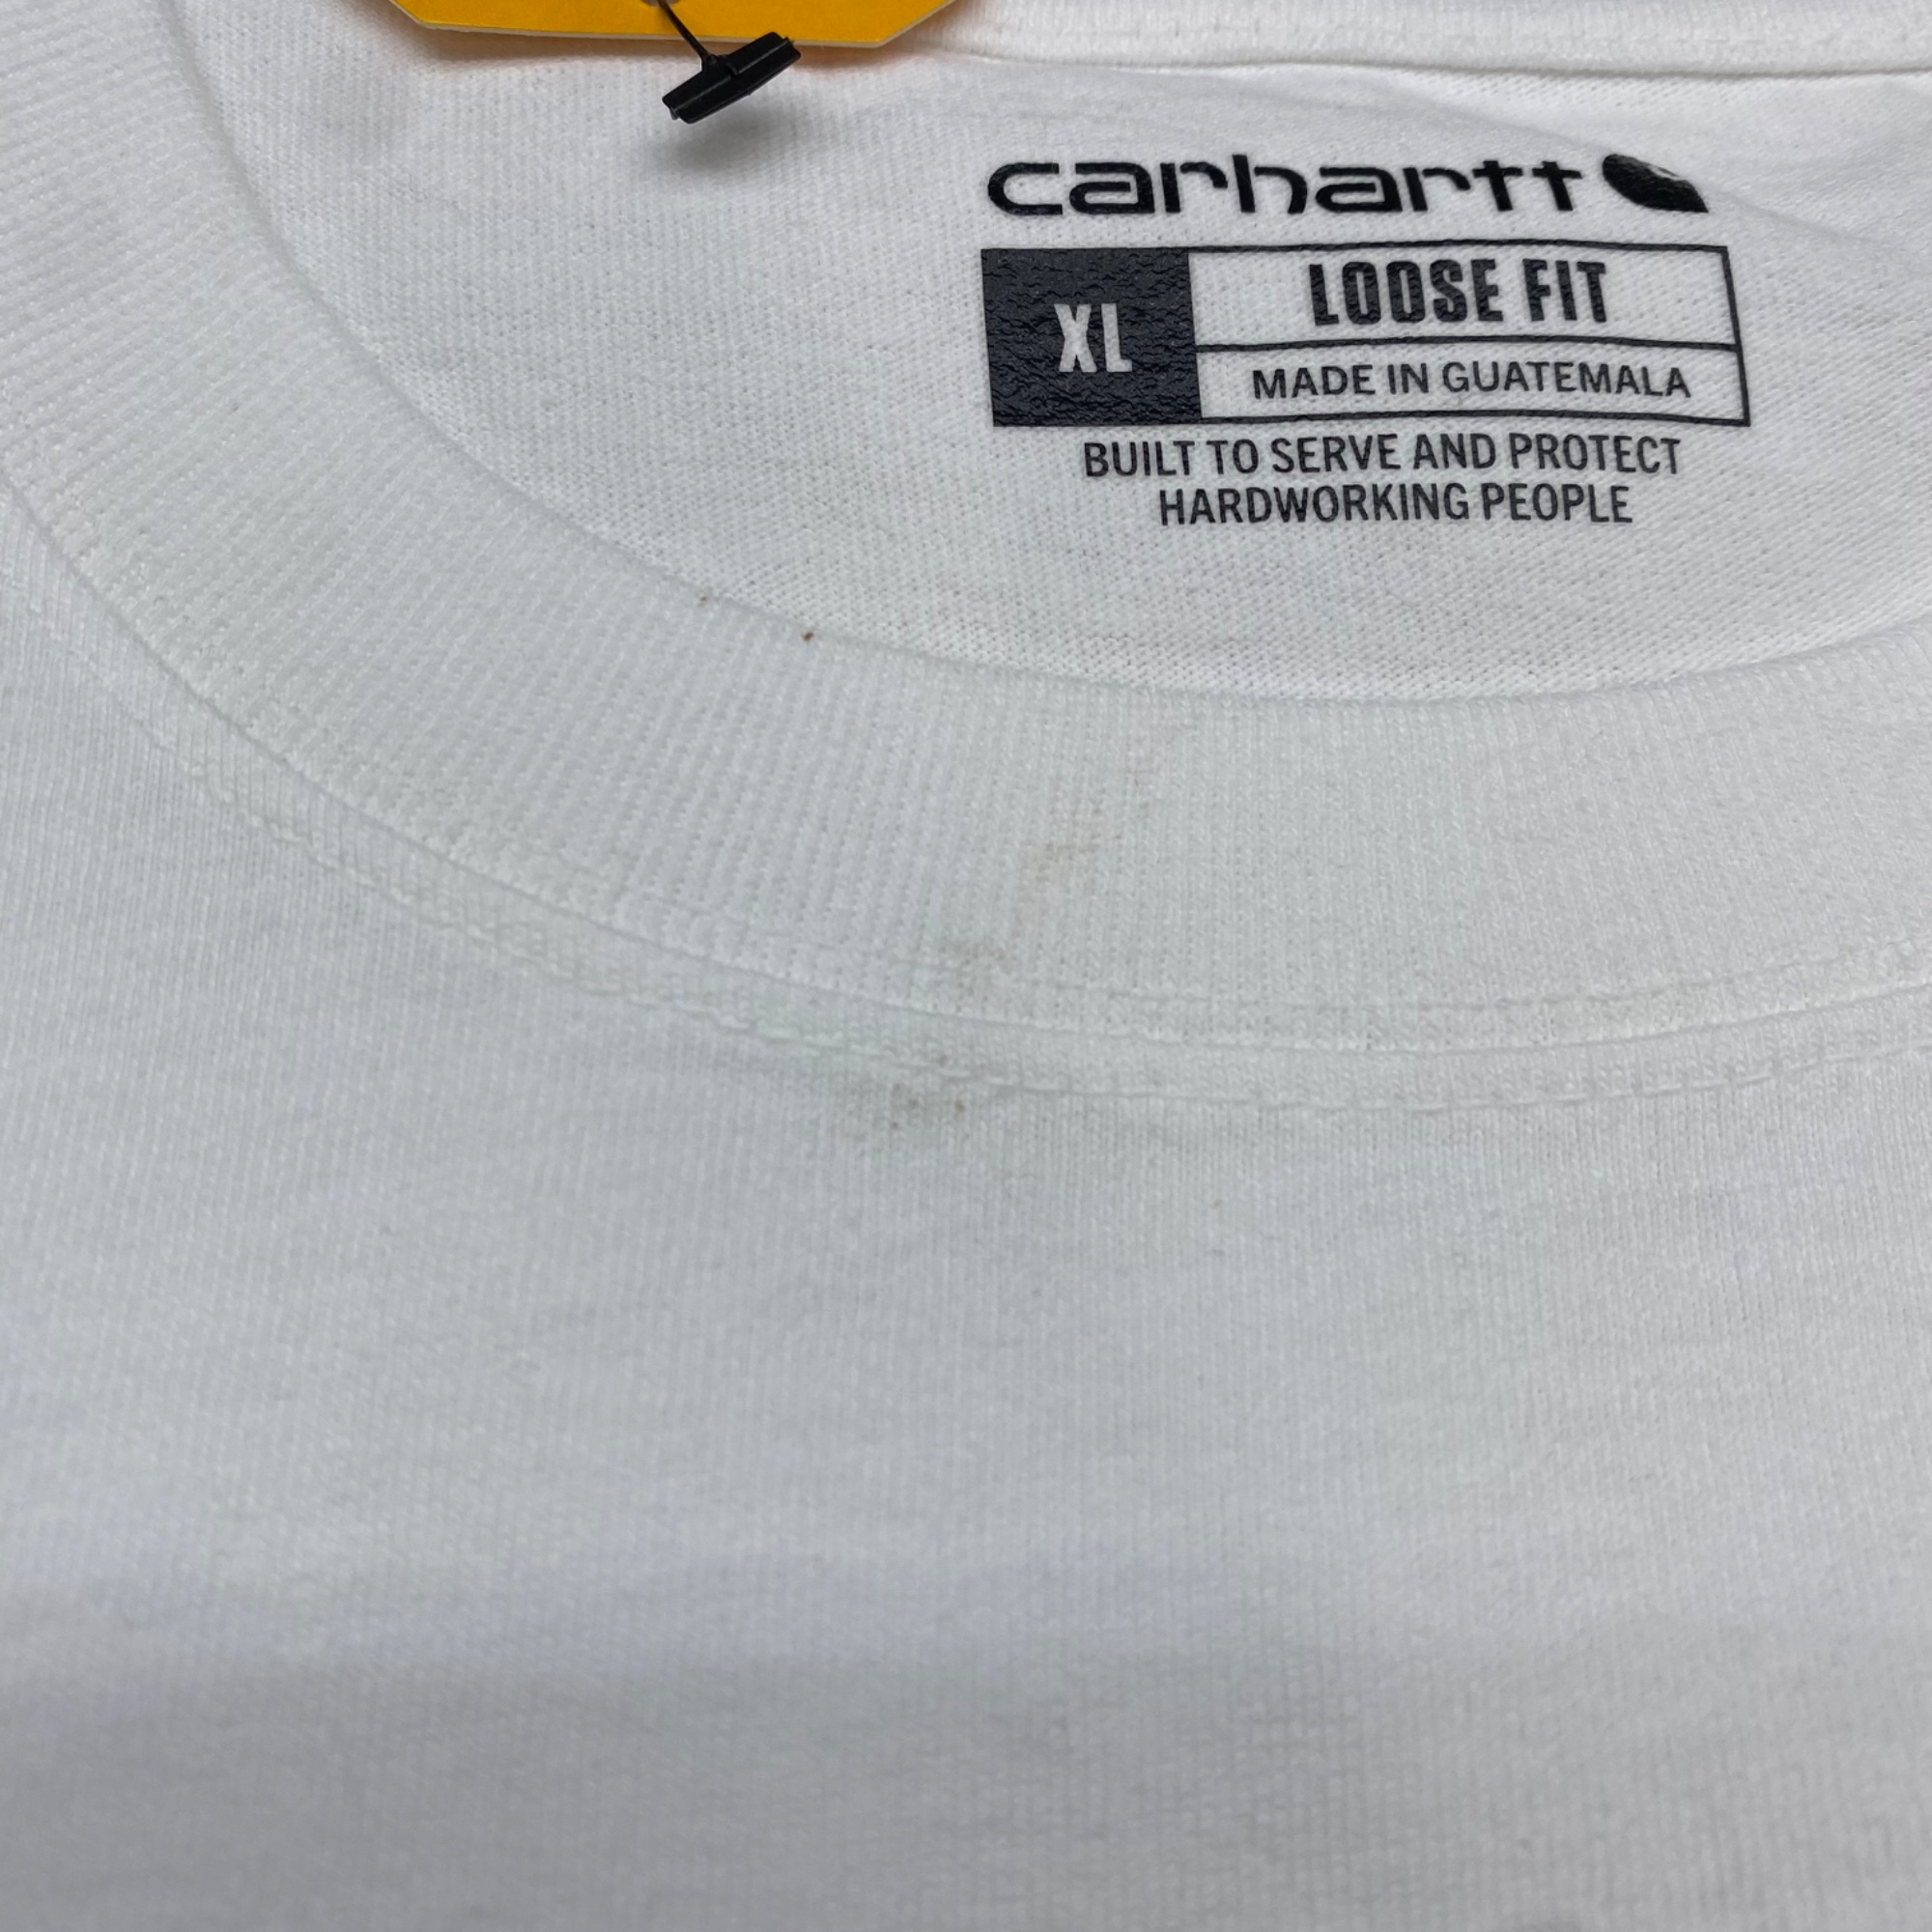 carhartt
XL
LOOSE FIT
MADE IN GUATEMALA
BUILT TO SERVE AND PROTECT
HARDWORKING PEOPLE